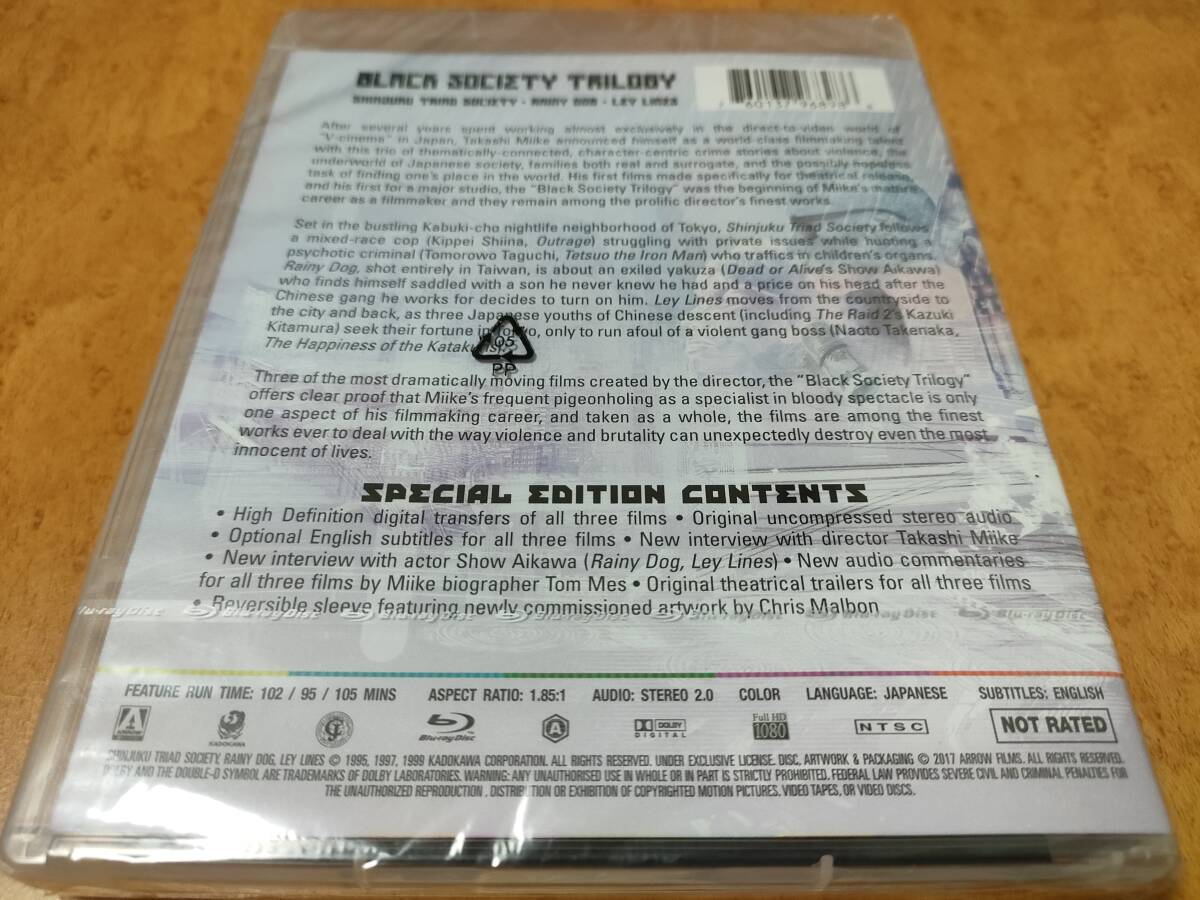 BLACK SOCIETY TRILOGY
SHINJUKU TRIAD SOCIETY • RAINY DOG • LEY LINES
7 60137 96898 6
After several years spent working almost exclusively in the direct-to-video world of
"V-cinema" in Japan, Takashi Miike announced himself as a world class filmmaking talent
with this trio of thematically-connected, character-centric crime stories about violence, the
underworld of Japanese society, families both real and surrogate, and the possibly hopeless
task of finding one's place in the world. His first films made specifically for theatrical release,
and his first for a major studio, the "Black Society Trilogy" was the beginning of Miike's mature
career as a filmmaker and they remain among the prolific director's finest works.
Set in the bustling Kabuki-cho nightlife neighborhood of Tokyo, Shinjuku Triad Society follows
a mixed-race cop (Kippei Shiina, Outrage) struggling with private issues while hunting a
psychotic criminal (Tomorowo Taguchi, Tetsuo the Iron Man) who traffics in children's organs.
Rainy Dog, shot entirely in Taiwan, is about an exiled yakuza (Dead or Alive's Show Aikawa)
who finds himself saddled with a son he never knew he had and a price on his head after the
Chinese gang he works for decides to turn on him. Ley Lines moves from the countryside to
the city and back, as three Japanese youths of Chinese descent (including The Raid 2's Kazuki
Kitamura) seek their fortune in Tokyo, only to run afoul of a violent gang boss (Naoto Takenaka,
The Happiness of the Katakuris).
05
PP
Three of the most dramatically moving films created by the director, the "Black Society Trilogy"
offers clear proof that Miike's frequent pigeonholing as a specialist in bloody spectacle is only
one aspect of his filmmaking career, and taken as a whole, the films are among the finest
works ever to deal with the way violence and brutality can unexpectedly destroy even the most
innocent of lives.
SPECIAL EDITION CONTENTS
• High Definition digital transfers of all three films • Original uncompressed stereo audio
• Optional English subtitles for all three films • New interview with director Takashi Miike
• New interview with actor Show Aikawa (Rainy Dog, Ley Lines) • New audio commentaries
for all three films by Miike biographer Tom Mes • Original theatrical trailers for all three films
• Reversible sleeve featuring newly commissioned artwork by Chris Malbon
Blu-ray Disc Blu-ray Disc Blu-ray Disc Blu-ray Disc Blu-ray Disc Blu-ray Disc
FEATURE RUN TIME: 102 / 95 / 105 MINS ASPECT RATIO: 1.85:1 AUDIO: STEREO 2.0 COLOR LANGUAGE: JAPANESE SUBTITLES: ENGLISH
ARROW KADOKAWA Blu-ray Disc A DOLBY DIGITAL Full HD 1080 NTSC NOT RATED
SHINJUKU TRIAD SOCIETY, RAINY DOG, LEY LINES © 1995, 1997, 1999 KADOKAWA CORPORATION. ALL RIGHTS RESERVED. UNDER EXCLUSIVE LICENSE. DISC, ARTWORK & PACKAGING © 2017 ARROW FILMS. ALL RIGHTS RESERVED.
DOLBY AND THE DOUBLE-D SYMBOL ARE TRADEMARKS OF DOLBY LABORATORIES. WARNING: ANY UNAUTHORISED USE IN WHOLE OR IN PART IS STRICTLY PROHIBITED. FEDERAL LAW PROVIDES SEVERE CIVIL AND CRIMINAL PENALTIES FOR
THE UNAUTHORIZED REPRODUCTION , DISTRIBUTION OR EXHIBITION OF COPYRIGHTED MOTION PICTURES, VIDEO TAPES, OR VIDEO DISCS.